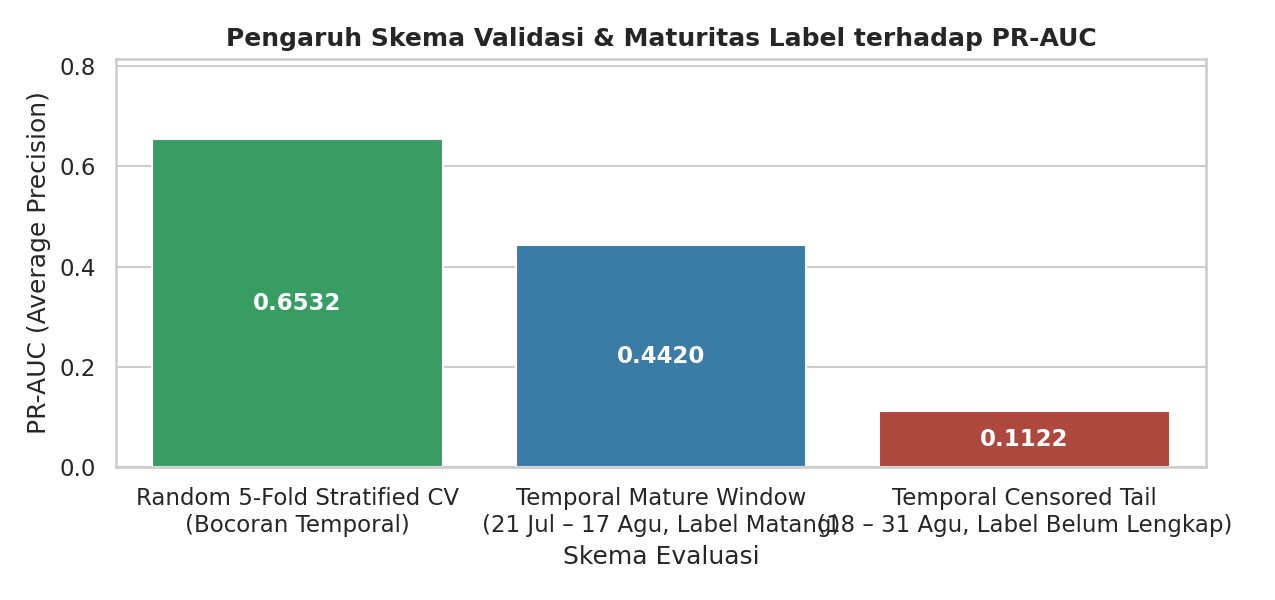 Pengaruh Skema Validasi & Maturitas Label terhadap PR-AUC
PR-AUC (Average Precision)
0.8
0.6
0.4
0.2
0.0
0.6532
0.4420
0.1122
Random 5-Fold Stratified CV
(Bocoran Temporal)
Temporal Mature Window
(21 Jul – 17 Agu, Label Matang)
Temporal Censored Tail
(18 – 31 Agu, Label Belum Lengkap)
Skema Evaluasi